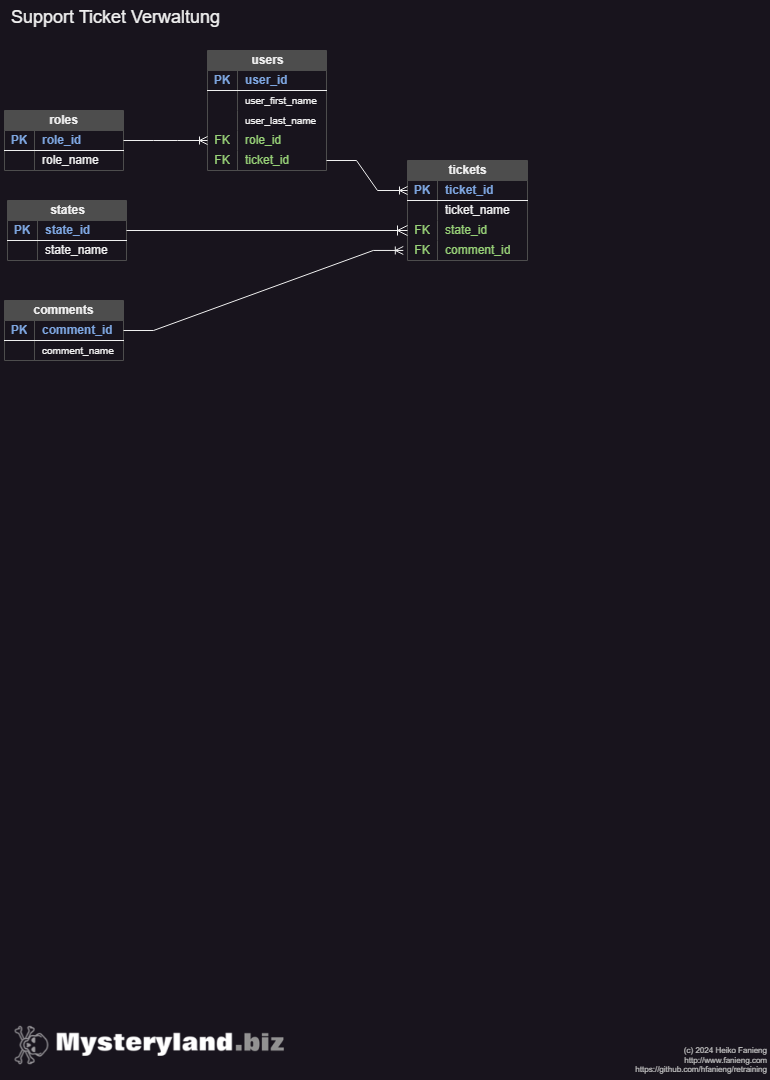 Support Ticket Verwaltung
users
PK user_id
user_first_name
user_last_name
FK role_id
FK ticket_id
roles
PK role_id
role_name
tickets
PK ticket_id
ticket_name
FK state_id
FK comment_id
states
PK state_id
state_name
comments
PK comment_id
comment_name
Mysteryland.biz
(c) 2024 Heiko Fanieng
http://www.fanieng.com
https://github.com/hfanieng/retraining